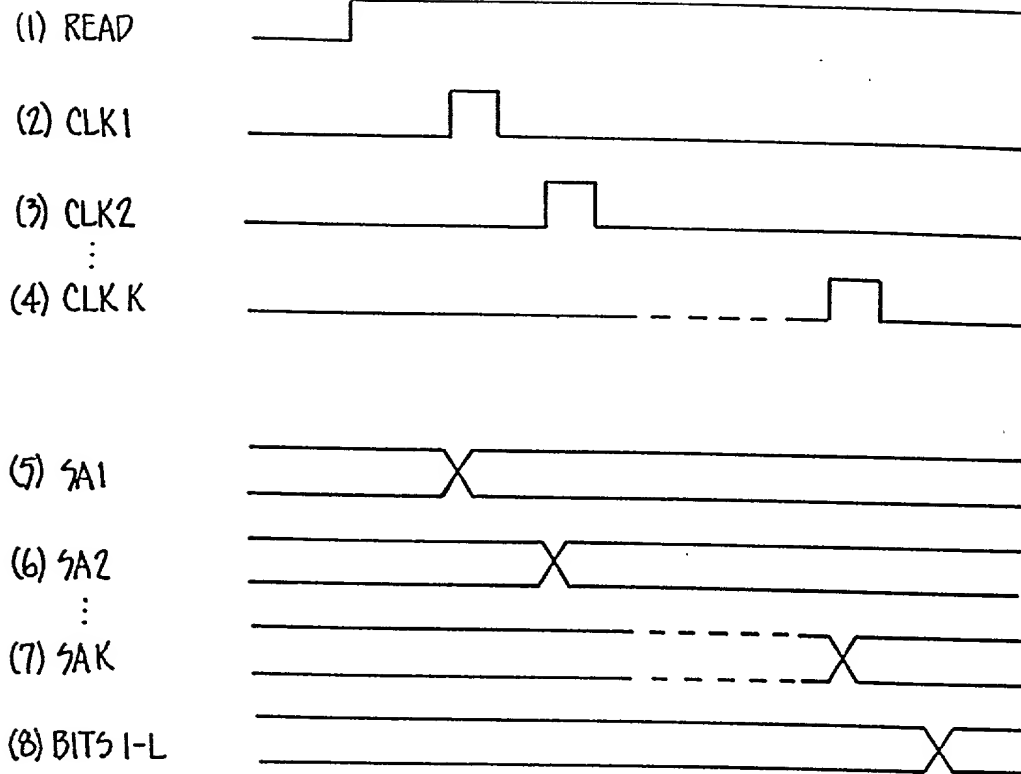 (1) READ
(2) CLK1
(3) CLK2
⋮
(4) CLK K
(5) SA1
(6) SA2
⋮
(7) SAK
(8) BITS 1-L